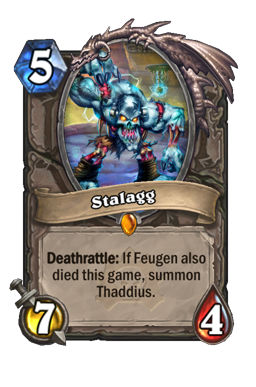 5
Stalagg
Deathrattle: If Feugen also
died this game, summon
Thaddius.
7
4